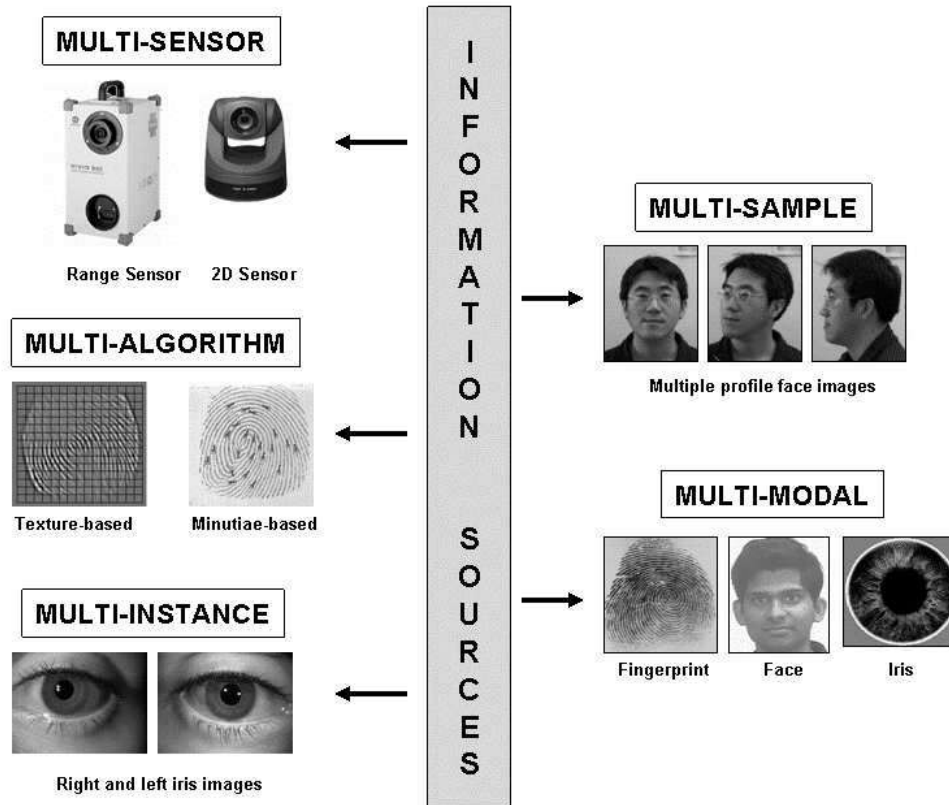 MULTI-SENSOR
Range Sensor
2D Sensor
MULTI-ALGORITHM
Texture-based
Minutiae-based
MULTI-INSTANCE
Right and left iris images
INFORMATION SOURCES
MULTI-SAMPLE
Multiple profile face images
MULTI-MODAL
Fingerprint
Face
Iris